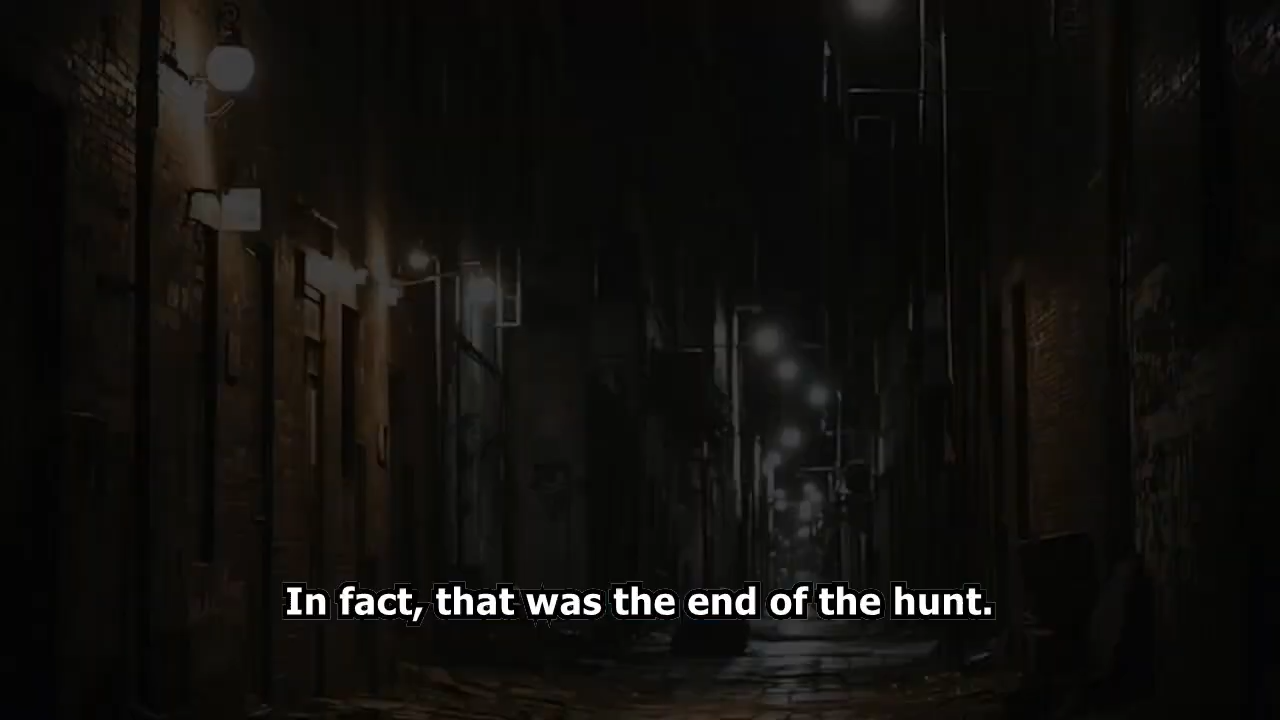 In fact, that was the end of the hunt.